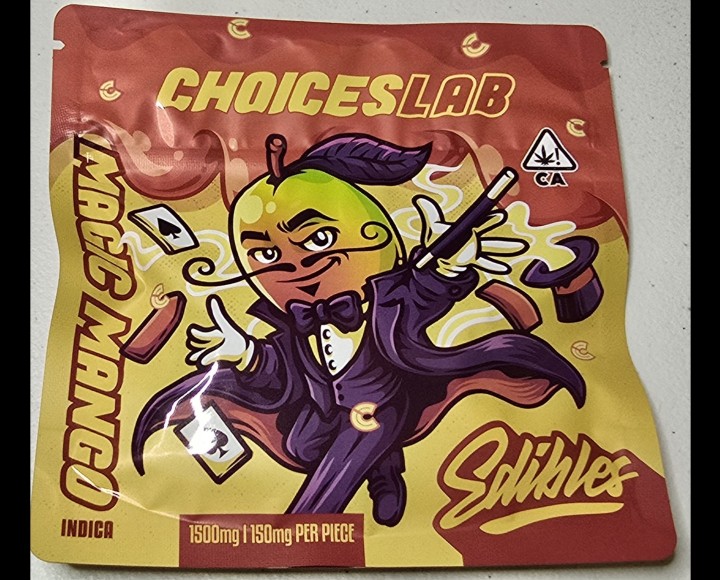 CHOICESLAB
CA
MAGIC MANGO
INDICA
Edibles
1500mg | 150mg PER PIECE